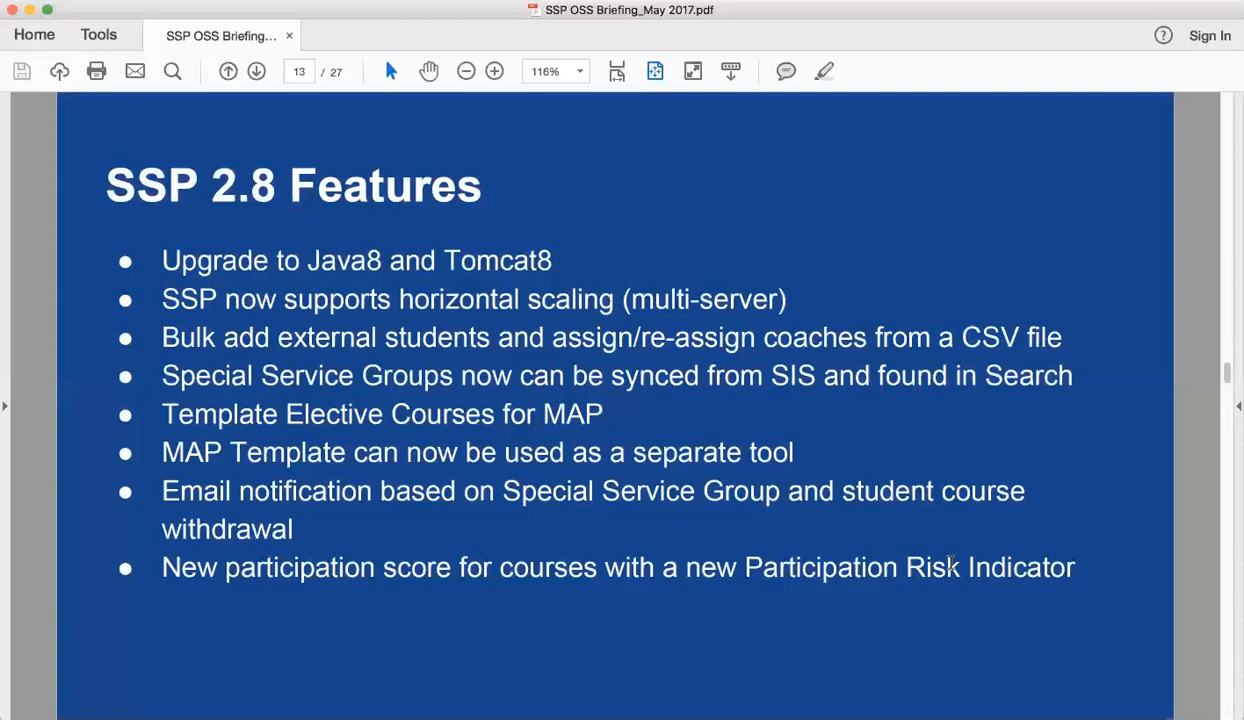 SSP OSS Briefing_May 2017.pdf
Home
Tools
SSP OSS Briefing...
×
?
Sign In
13 / 27
116%
SSP 2.8 Features
● Upgrade to Java8 and Tomcat8
● SSP now supports horizontal scaling (multi-server)
● Bulk add external students and assign/re-assign coaches from a CSV file
● Special Service Groups now can be synced from SIS and found in Search
● Template Elective Courses for MAP
● MAP Template can now be used as a separate tool
● Email notification based on Special Service Group and student course
withdrawal
● New participation score for courses with a new Participation Risk Indicator